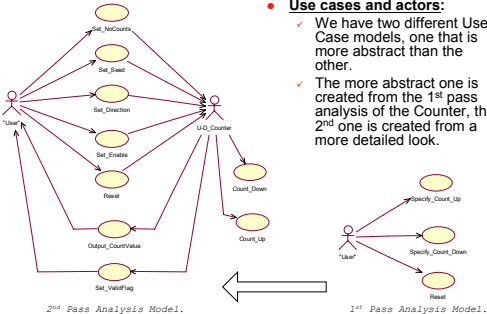 Use cases and actors:
We have two different Use
Case models, one that is
more abstract than the
other.
The more abstract one is
created from the 1st pass
analysis of the Counter, th
2nd one is created from a
more detailed look.
Set_NoCounts
Set_Seed
Set_Direction
"User"
U-D_Counter
Set_Enable
Reset
Count_Down
Output_CountValue
Count_Up
Set_ValidFlag
2nd Pass Analysis Model.
Specify_Count_Up
"User"
Specify_Count_Down
Reset
1st Pass Analysis Model.